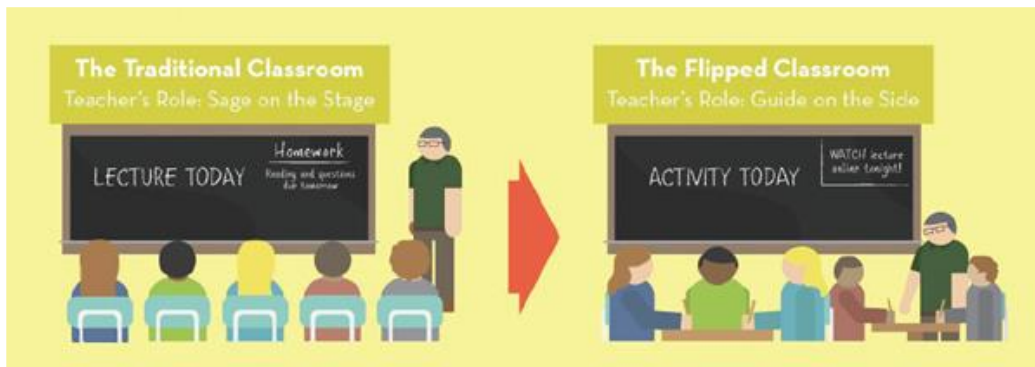 The Traditional Classroom
Teacher's Role: Sage on the Stage
LECTURE TODAY
Homework
Reading and questions
due tomorrow
The Flipped Classroom
Teacher's Role: Guide on the Side
ACTIVITY TODAY
WATCH lecture
online tonight!